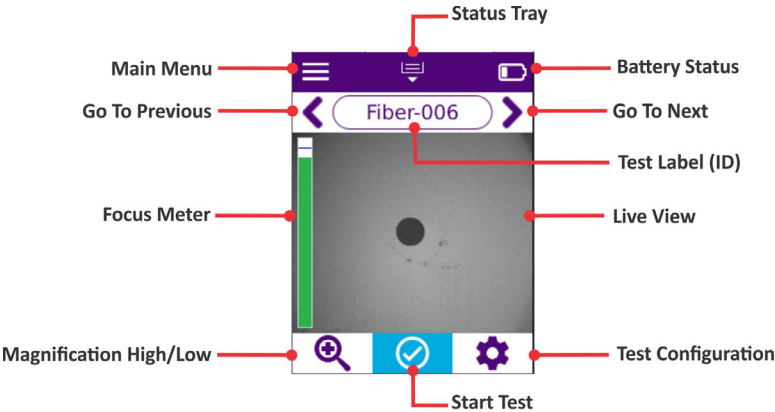 Status Tray
Main Menu
Battery Status
Go To Previous
Fiber-006
Go To Next
Test Label (ID)
Focus Meter
Live View
Magnification High/Low
Test Configuration
Start Test